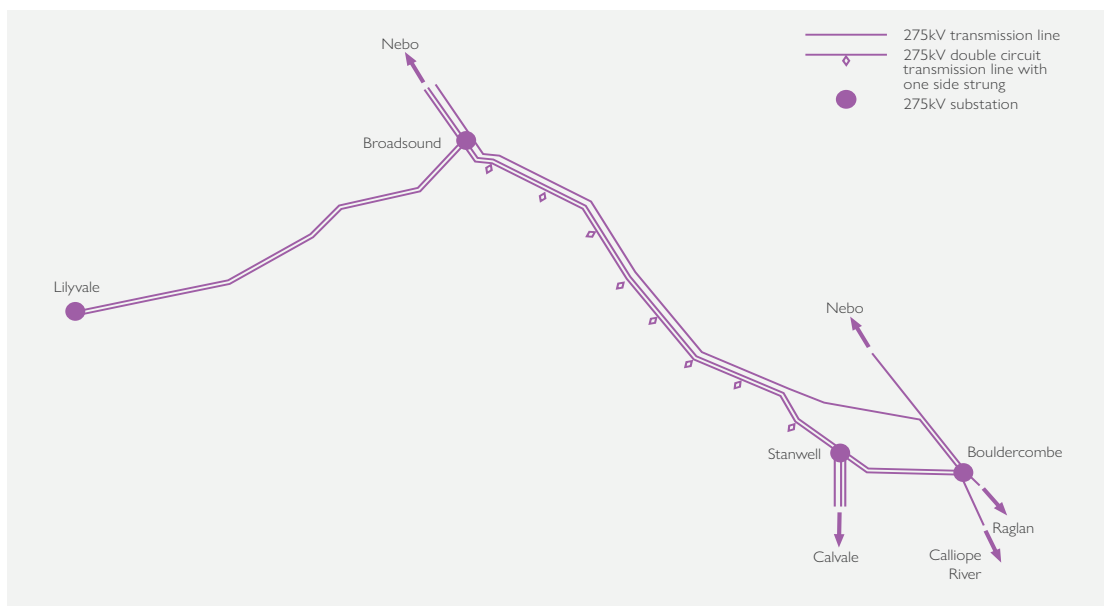 275kV transmission line
275kV double circuit
transmission line with
one side strung
275kV substation
Nebo
Broadsound
Lilyvale
Nebo
Bouldercombe
Stanwell
Raglan
Calvale
Calliope
River